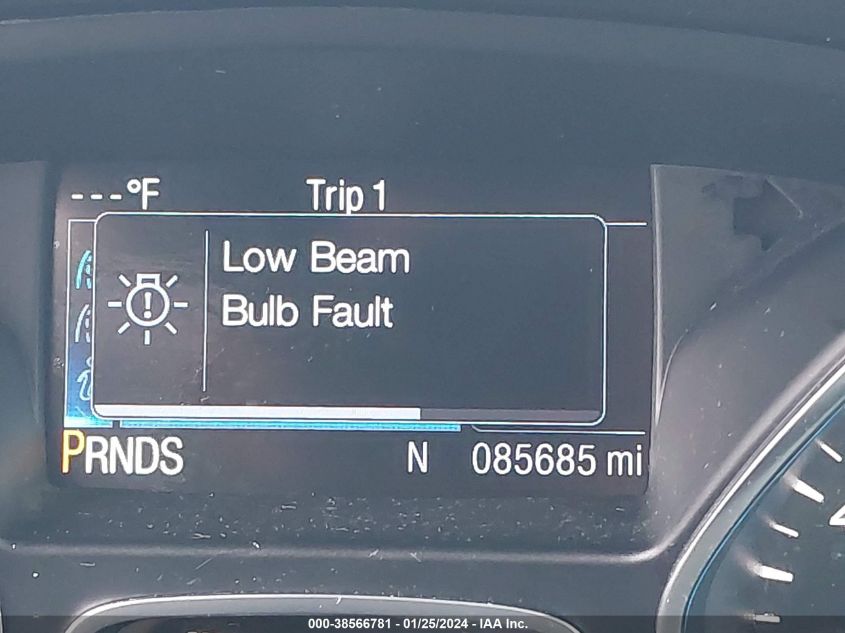 ---°F Trip 1
Low Beam
Bulb Fault
PRNDS N 085685 mi
000-38566781 - 01/25/2024 - IAA Inc.